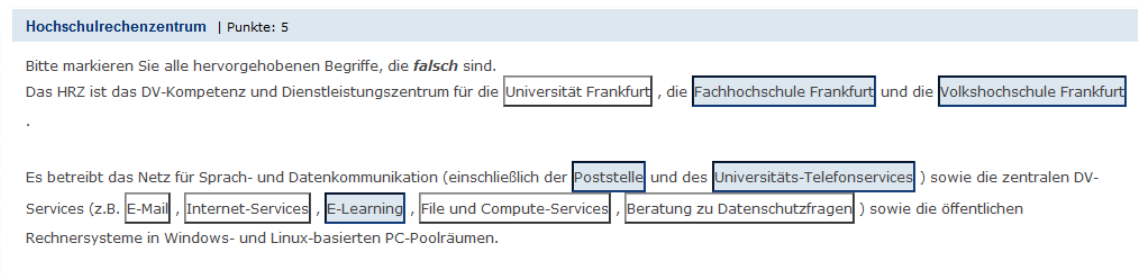 Hochschulrechenzentrum | Punkte: 5
Bitte markieren Sie alle hervorgehobenen Begriffe, die falsch sind.
Das HRZ ist das DV-Kompetenz und Dienstleistungszentrum für die Universität Frankfurt , die Fachhochschule Frankfurt und die Volkshochschule Frankfurt
.
Es betreibt das Netz für Sprach- und Datenkommunikation (einschließlich der Poststelle und des Universitäts-Telefonservices ) sowie die zentralen DV-
Services (z.B. E-Mail , Internet-Services , E-Learning , File und Compute-Services , Beratung zu Datenschutzfragen ) sowie die öffentlichen
Rechnersysteme in Windows- und Linux-basierten PC-Poolräumen.